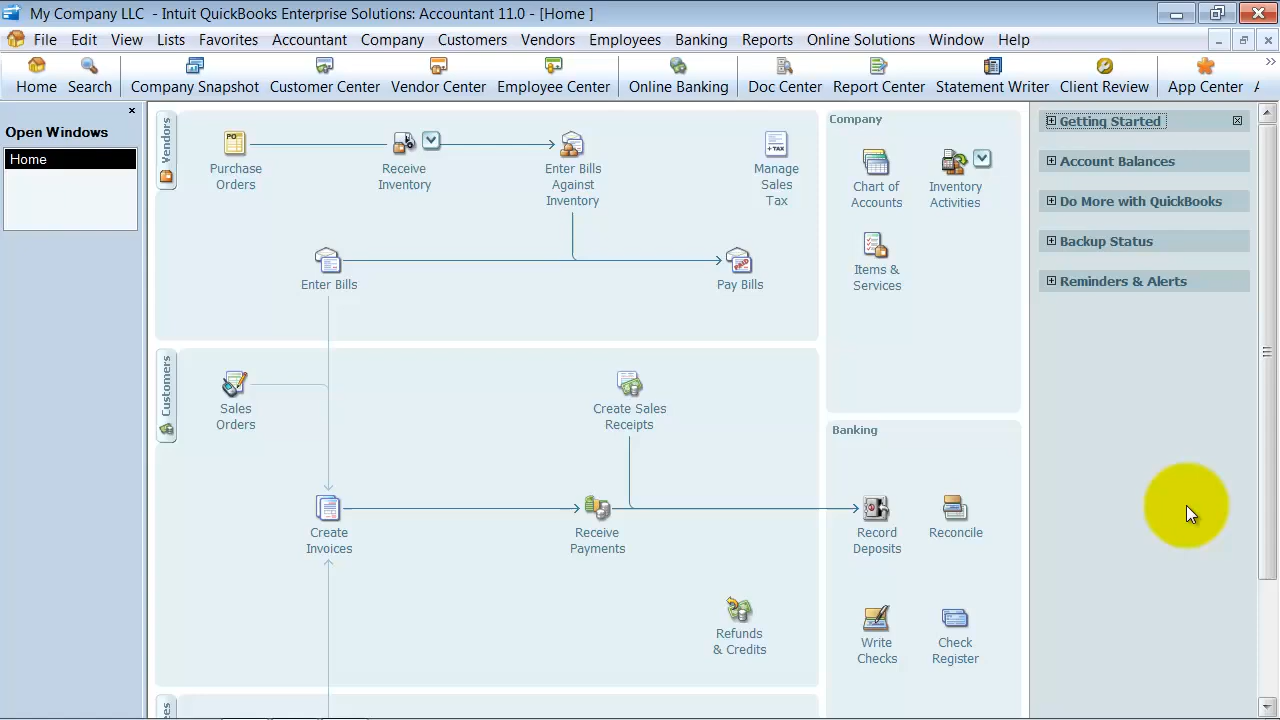 My Company LLC - Intuit QuickBooks Enterprise Solutions: Accountant 11.0 - [Home ]
File Edit View Lists Favorites Accountant Company Customers Vendors Employees Banking Reports Online Solutions Window Help
Home Search Company Snapshot Customer Center Vendor Center Employee Center Online Banking Doc Center Report Center Statement Writer Client Review App Center
Open Windows
Home
Vendors
PO
Purchase
Orders
Receive
Inventory
Enter Bills
Against
Inventory
+ TAX
Manage
Sales
Tax
Enter Bills
Pay Bills
Customers
Sales
Orders
Create Sales
Receipts
Create
Invoices
Receive
Payments
Refunds
& Credits
Company
Chart of
Accounts
Inventory
Activities
Items &
Services
Banking
Record
Deposits
Reconcile
Write
Checks
Check
Register
Getting Started
Account Balances
Do More with QuickBooks
Backup Status
Reminders & Alerts